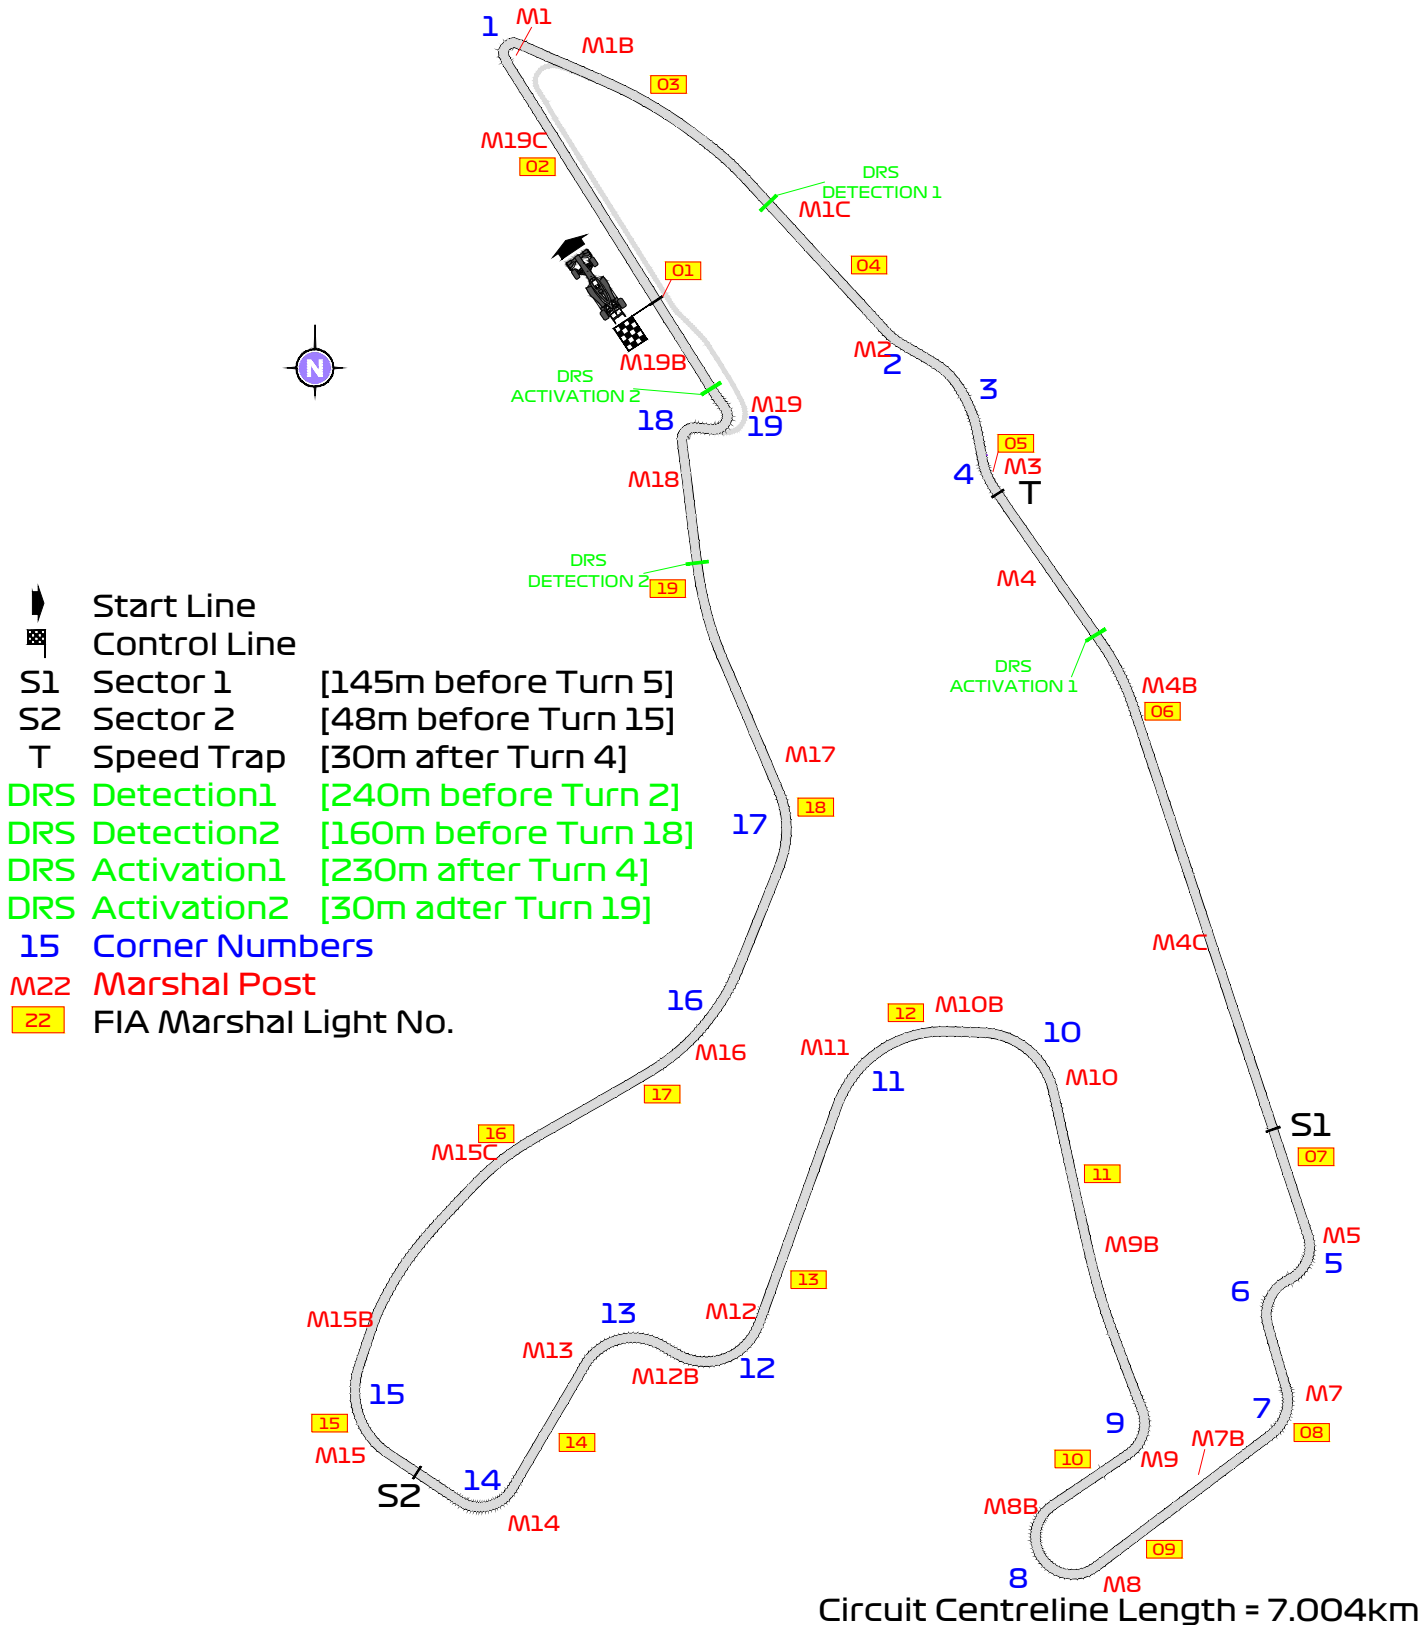 1
M1
M1B
03
M19C
02
DRS
DETECTION 1
M1C
01
04
M2
2
M19B
DRS
ACTIVATION 2
N
3
M19
18
19
05
4
M3
T
M18
DRS
DETECTION 2
19
M4
DRS
ACTIVATION 1
M4B
06
Start Line
Control Line
S1 Sector 1 [145m before Turn 5]
S2 Sector 2 [48m before Turn 15]
T Speed Trap [30m after Turn 4]
DRS Detection1 [240m before Turn 2]
DRS Detection2 [160m before Turn 18]
DRS Activation1 [230m after Turn 4]
DRS Activation2 [30m adter Turn 19]
15 Corner Numbers
M22 Marshal Post
22 FIA Marshal Light No.
M17
18
17
M4C
16
M16
17
12
M10B
10
M11
11
M10
S1
07
16
M15C
11
M9B
M5
5
6
13
M12
13
M15B
M13
M12B
12
15
15
M15
14
14
S2
M14
9
7
M7
08
M7B
10
M9
M8B
09
8
M8
Circuit Centreline Length = 7.004km